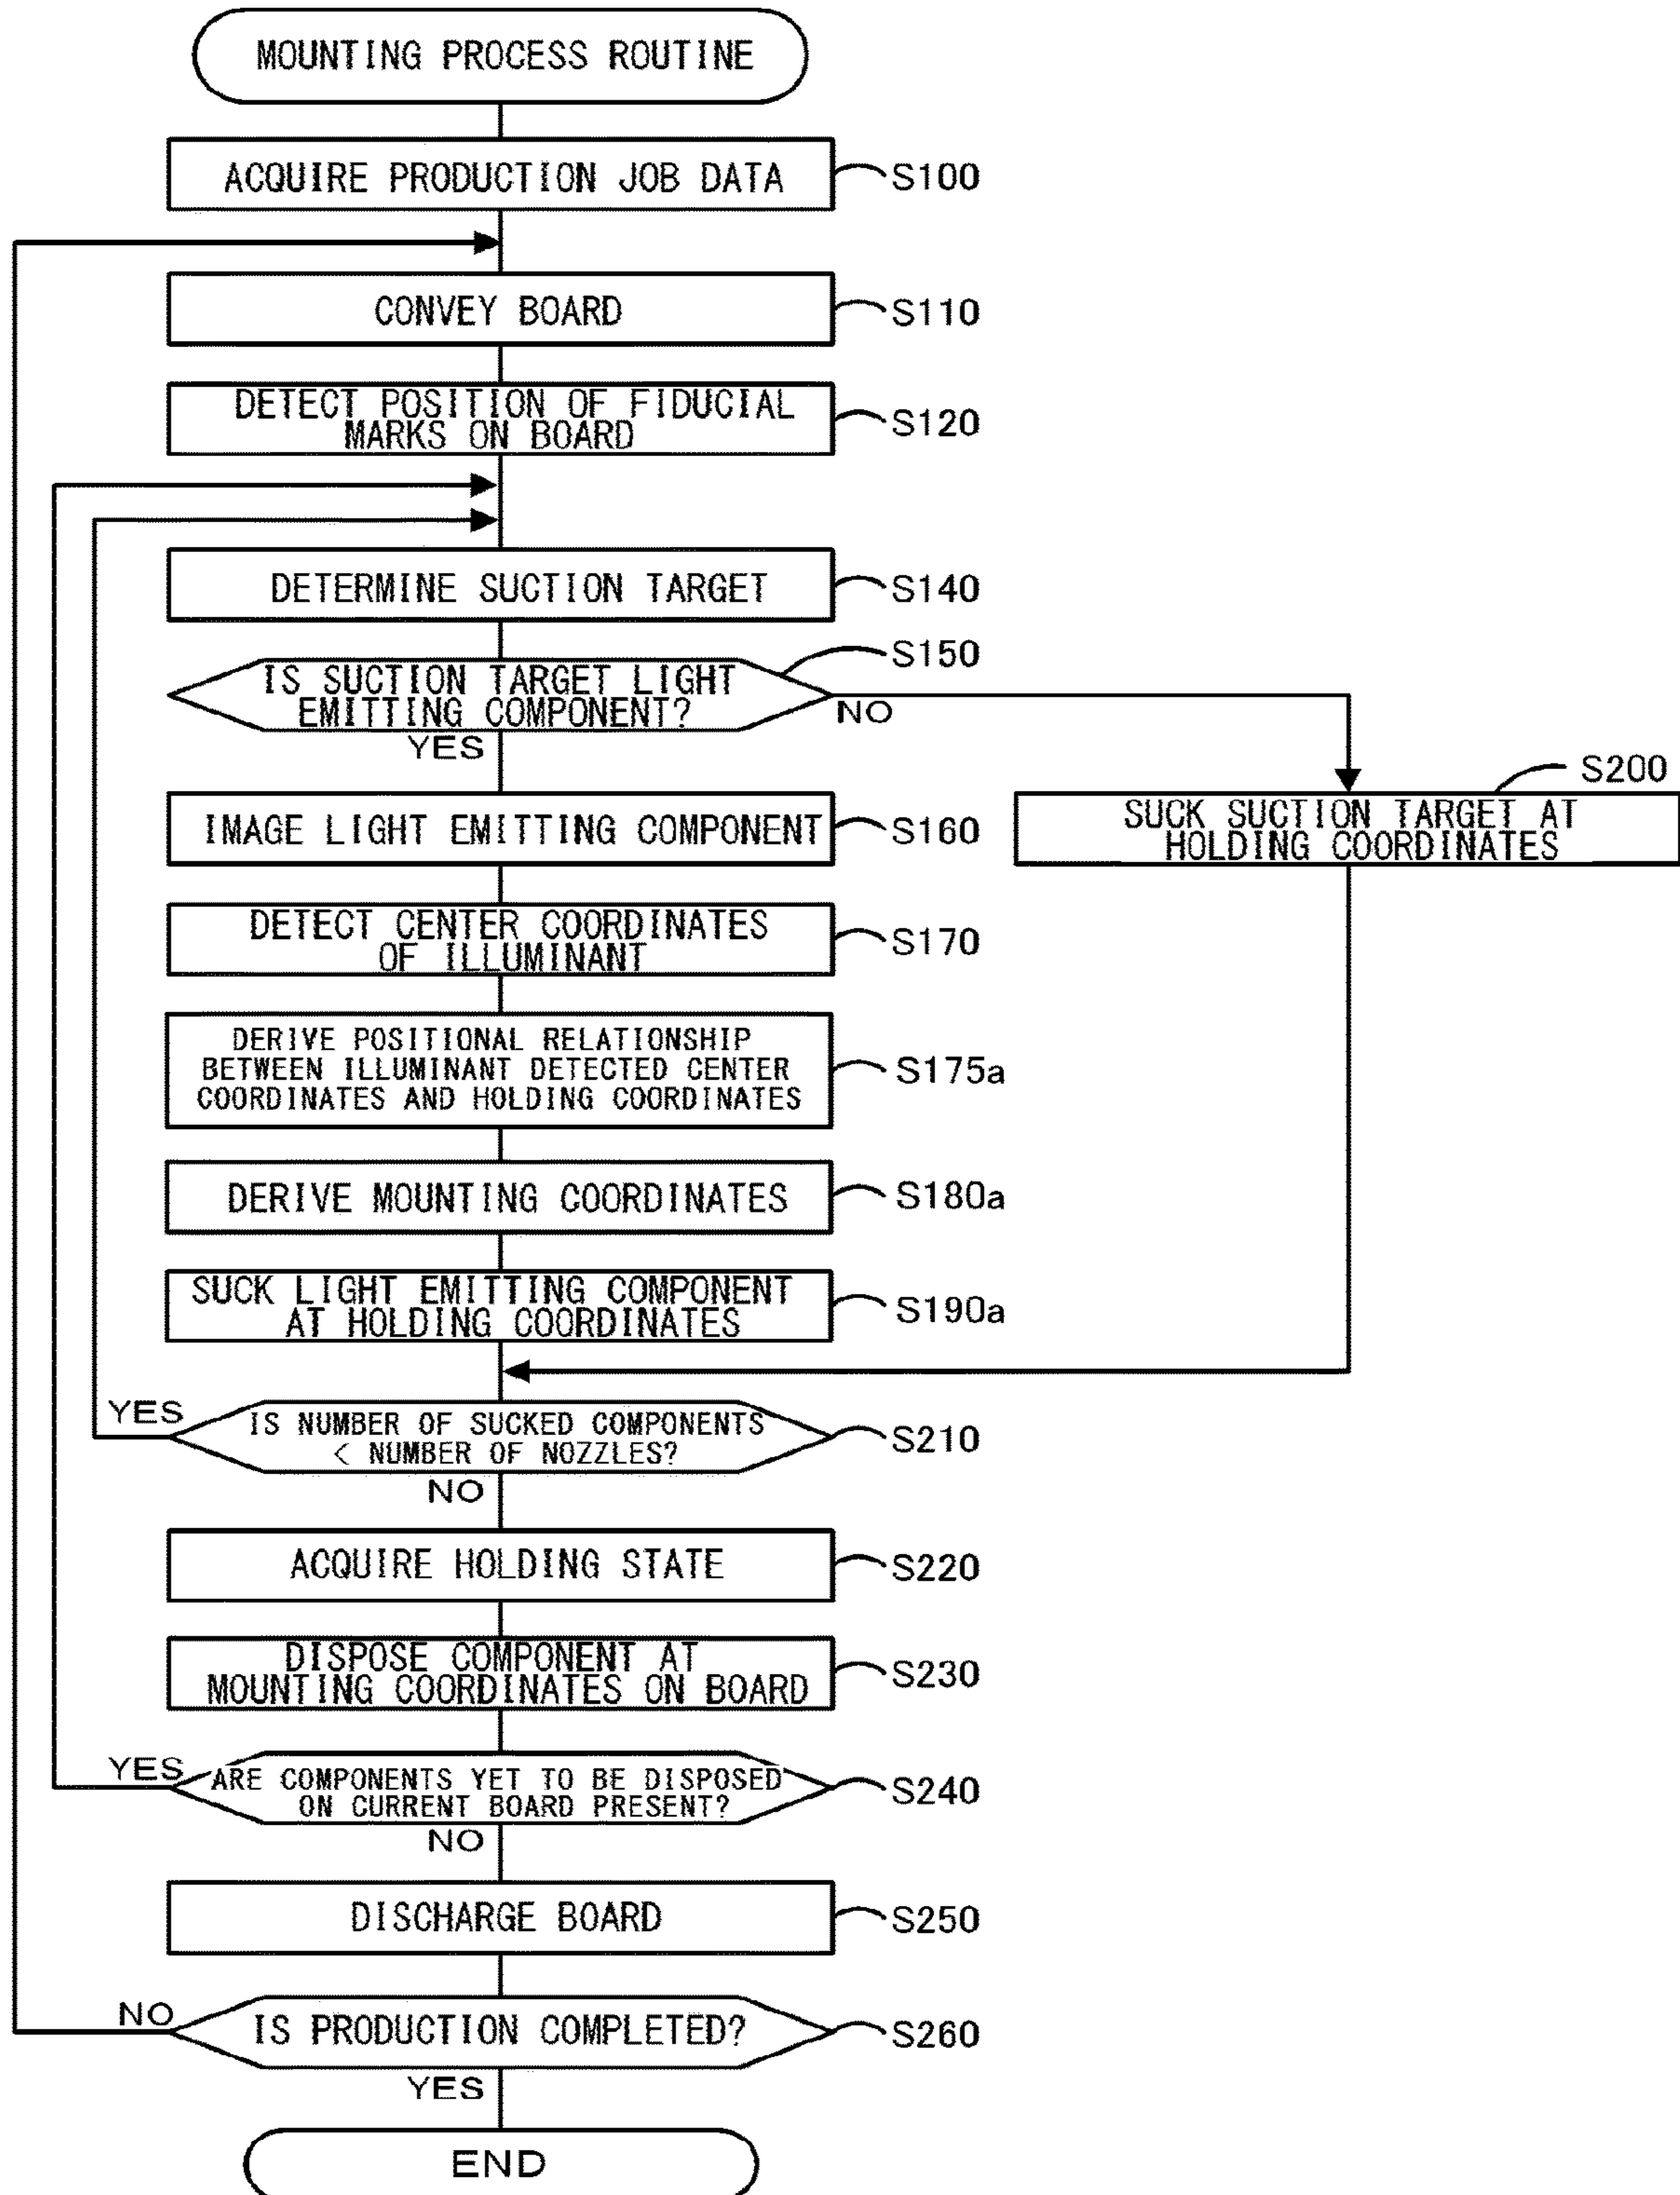 MOUNTING PROCESS ROUTINE
ACQUIRE PRODUCTION JOB DATA
S100
CONVEY BOARD
S110
DETECT POSITION OF FIDUCIAL
MARKS ON BOARD
S120
DETERMINE SUCTION TARGET
S140
IS SUCTION TARGET LIGHT
EMITTING COMPONENT?
S150
NO
YES
S200
SUCK SUCTION TARGET AT
HOLDING COORDINATES
IMAGE LIGHT EMITTING COMPONENT
S160
DETECT CENTER COORDINATES
OF ILLUMINANT
S170
DERIVE POSITIONAL RELATIONSHIP
BETWEEN ILLUMINANT DETECTED CENTER
COORDINATES AND HOLDING COORDINATES
S175a
DERIVE MOUNTING COORDINATES
S180a
SUCK LIGHT EMITTING COMPONENT
AT HOLDING COORDINATES
S190a
YES
IS NUMBER OF SUCKED COMPONENTS
< NUMBER OF NOZZLES?
S210
NO
ACQUIRE HOLDING STATE
S220
DISPOSE COMPONENT AT
MOUNTING COORDINATES ON BOARD
S230
YES
ARE COMPONENTS YET TO BE DISPOSED
ON CURRENT BOARD PRESENT?
S240
NO
DISCHARGE BOARD
S250
NO
IS PRODUCTION COMPLETED?
S260
YES
END